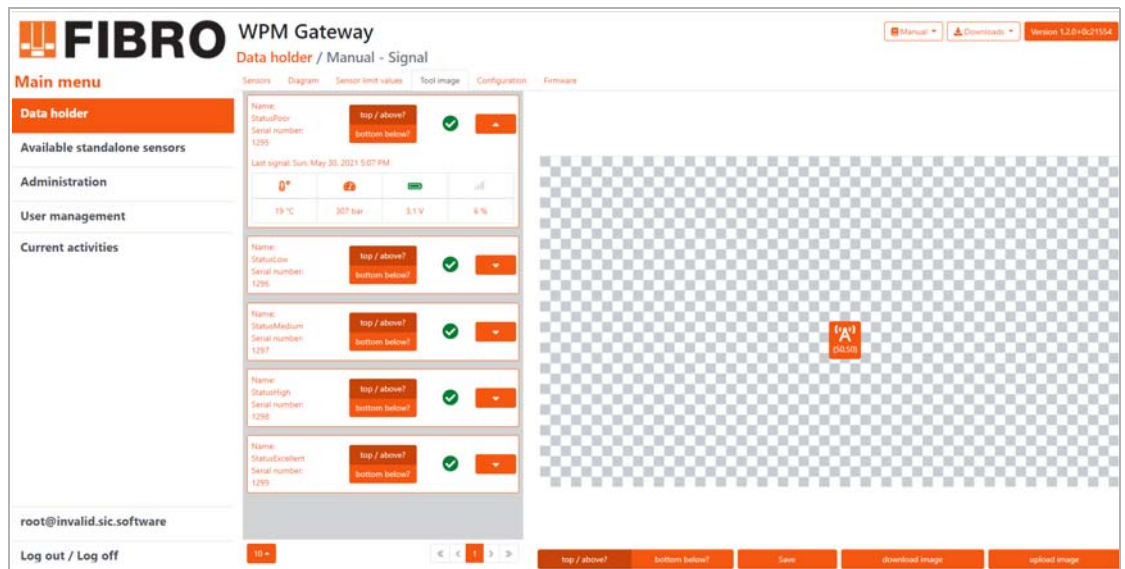 FIBRO
WPM Gateway
Manual
Downloads
Version 1.2.0+0c21554
Data holder / Manual - Signal
Main menu
Sensors Diagram Sensor limit values Tool image Configuration Firmware
Data holder
Available standalone sensors
Administration
User management
Current activities
root@invalid.sic.software
Log out / Log off
Name:
StatusPoor
Serial number:
1295
top / above?
bottom below?
Last signal: Sun, May 30, 2021 5:07 PM
19 °C 307 bar 3.1 V 6 %
Name:
StatusLow
Serial number:
1296
top / above?
bottom below?
Name:
StatusMedium
Serial number:
1297
top / above?
bottom below?
Name:
StatusHigh
Serial number:
1298
top / above?
bottom below?
Name:
StatusExcellent
Serial number:
1299
top / above?
bottom below?
10
« ‹ 1 › »
(50,50)
top / above? bottom below? Save download image upload image